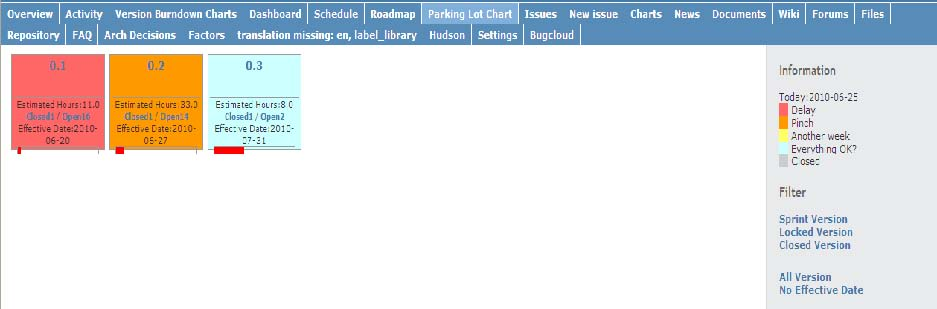 Overview Activity Version Burndown Charts Dashboard Schedule Roadmap Parking Lot Chart Issues New issue Charts News Documents Wiki Forums Files
Repository FAQ Arch Decisions Factors translation missing: en, label_library Hudson Settings Bugcloud
0.1
Estimated Hours:11.0
Closed1 / Open16
Effective Date:2010-
06-20
0.2
Estimated Hours:33.0
Closed1 / Open14
Effective Date:2010-
06-27
0.3
Estimated Hours:8.0
Closed1 / Open2
Effective Date:2010-
07-31
Information
Today: 2010-06-25
Delay
Pinch
Another week
Everything OK?
Closed
Filter
Sprint Version
Locked Version
Closed Version
All Version
No Effective Date